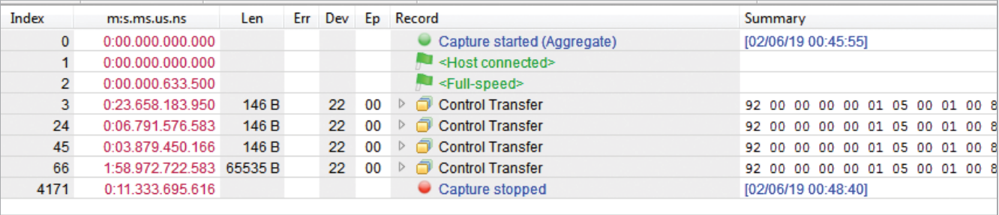 Index m:s.ms.us.ns Len Err Dev Ep Record Summary
0 0:00.000.000.000 Capture started (Aggregate) [02/06/19 00:45:55]
1 0:00.000.000.000 <Host connected>
2 0:00.000.633.500 <Full-speed>
3 0:23.658.183.950 146 B 22 00 Control Transfer 92 00 00 00 00 01 05 00 01 00 8
24 0:06.791.576.583 146 B 22 00 Control Transfer 92 00 00 00 00 01 05 00 01 00 8
45 0:03.879.450.166 146 B 22 00 Control Transfer 92 00 00 00 00 01 05 00 01 00 8
66 1:58.972.722.583 65535 B 22 00 Control Transfer 92 00 00 00 00 01 05 00 01 00 8
4171 0:11.333.695.616 Capture stopped [02/06/19 00:48:40]